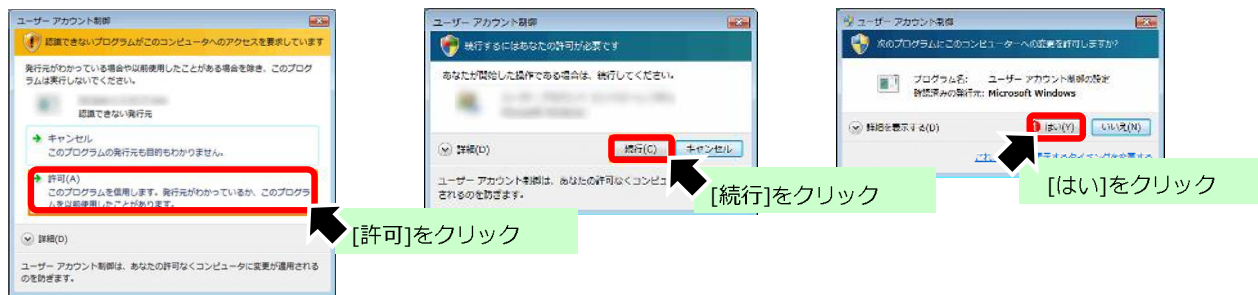 ユーザー アカウント制御
認識できないプログラムがこのコンピュータへのアクセスを要求しています
発行元がわかっている場合や以前使用したことがある場合を除き、このプログ
ラムは実行しないでください。
認識できない発行元
キャンセル
このプログラムの発行元も目的もわかりません。
許可(A)
このプログラムを信用します。発行元がわかっているか、このプログラ
ムを以前使用したことがあります。
詳細(D)
ユーザー アカウント制御は、あなたの許可なくコンピュータに変更が適用される
のを防ぎます。
[許可]をクリック
ユーザー アカウント制御
続行するにはあなたの許可が必要です
あなたが開始した操作である場合は、続行してください。
詳細(D)
続行(C)
キャンセル
ユーザー アカウント制御は、あなたの許可なくコンピュ
されるのを防ぎます。
[続行]をクリック
ユーザー アカウント制御
次のプログラムにこのコンピューターへの変更を許可しますか?
プログラム名: ユーザー アカウント制御の設定
確認済みの発行元: Microsoft Windows
詳細を表示する(D)
はい(Y)
いいえ(N)
表示するタイミングを変更する
[はい]をクリック